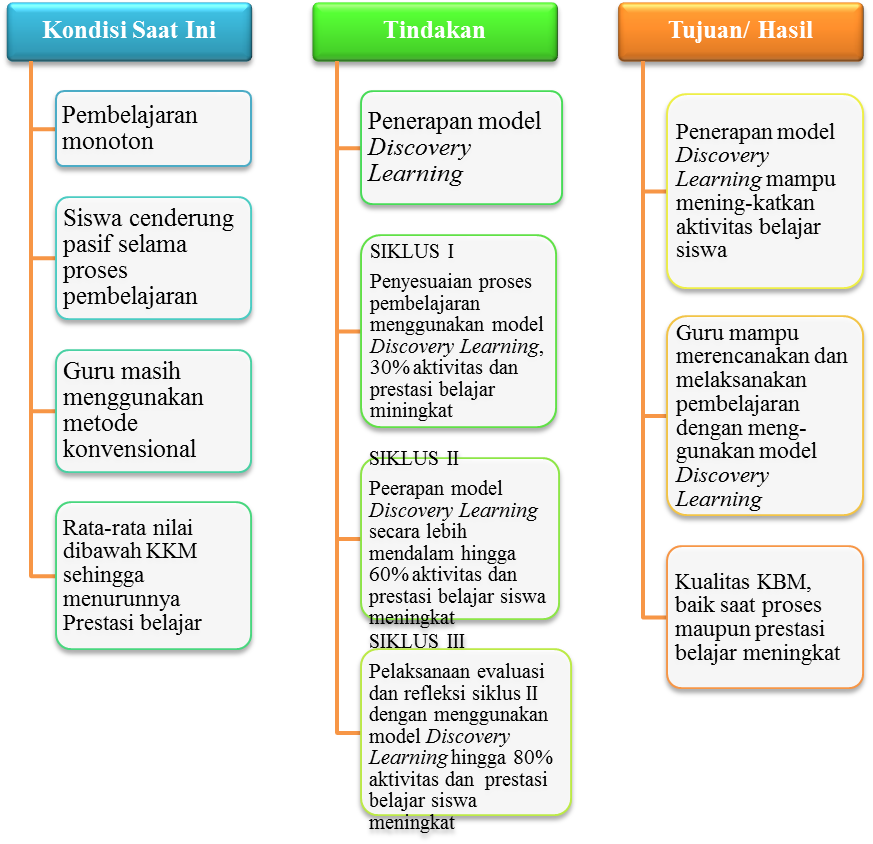 Kondisi Saat Ini
Pembelajaran
monoton
Siswa cenderung
pasif selama
proses
pembelajaran
Guru masih
menggunakan
metode
konvensional
Rata-rata nilai
dibawah KKM
sehingga
menurunnya
Prestasi belajar
Tindakan
Penerapan model
Discovery
Learning
SIKLUS I
Penyesuaian proses
pembelajaran
menggunakan model
Discovery Learning,
30% aktivitas dan
prestasi belajar
miningkat
SIKLUS II
Peerapan model
Discovery Learning
secara lebih
mendalam hingga
60% aktivitas dan
prestasi belajar siswa
meningkat
SIKLUS III
Pelaksanaan evaluasi
dan refleksi siklus II
dengan menggunakan
model Discovery
Learning hingga 80%
aktivitas dan prestasi
belajar siswa
meningkat
Tujuan/ Hasil
Penerapan model
Discovery
Learning mampu
mening-katkan
aktivitas belajar
siswa
Guru mampu
merencanakan dan
melaksanakan
pembelajaran
dengan meng-
gunakan model
Discovery
Learning
Kualitas KBM,
baik saat proses
maupun prestasi
belajar meningkat